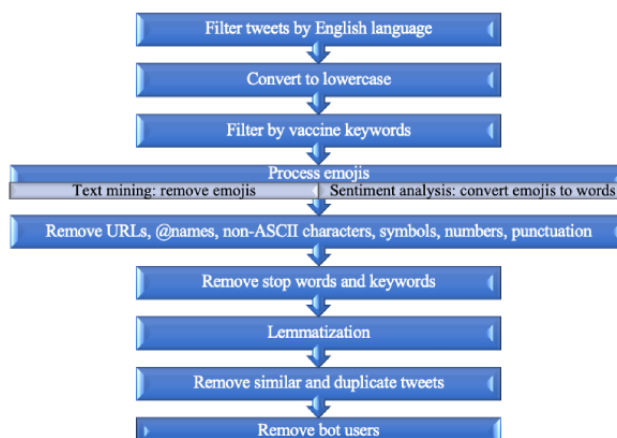 Filter tweets by English language
Convert to lowercase
Filter by vaccine keywords
Process emojis
Text mining: remove emojis
Sentiment analysis: convert emojis to words
Remove URLs, @names, non-ASCII characters, symbols, numbers, punctuation
Remove stop words and keywords
Lemmatization
Remove similar and duplicate tweets
Remove bot users